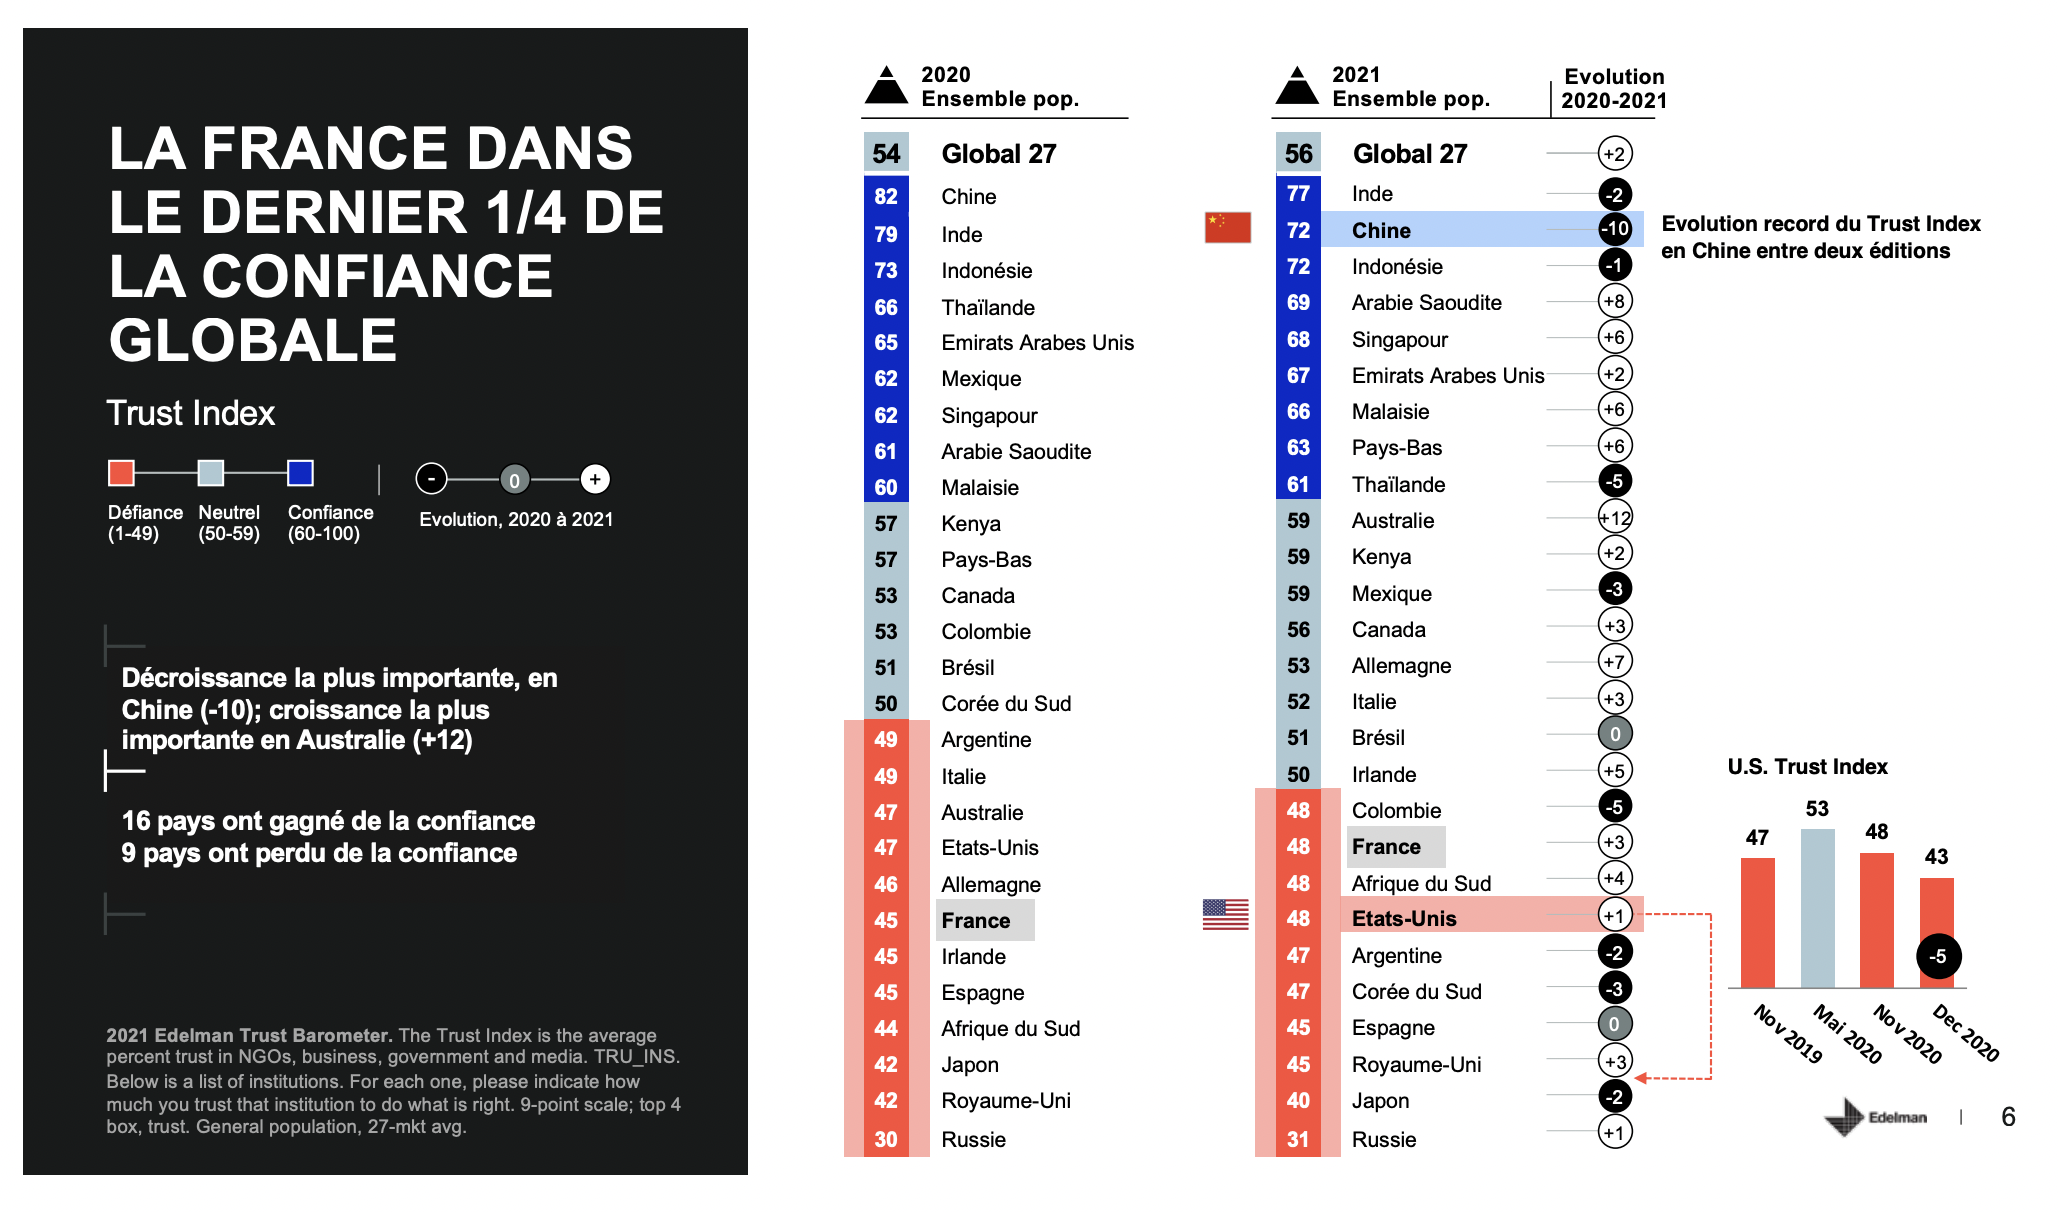 LA FRANCE DANS
LE DERNIER 1/4 DE
LA CONFIANCE
GLOBALE
Trust Index
Défiance
(1-49)
Neutrel
(50-59)
Confiance
(60-100)
-
0
+
Evolution, 2020 à 2021
Décroissance la plus importante, en
Chine (-10); croissance la plus
importante en Australie (+12)
16 pays ont gagné de la confiance
9 pays ont perdu de la confiance
2021 Edelman Trust Barometer. The Trust Index is the average
percent trust in NGOs, business, government and media. TRU_INS.
Below is a list of institutions. For each one, please indicate how
much you trust that institution to do what is right. 9-point scale; top 4
box, trust. General population, 27-mkt avg.
2020
Ensemble pop.
54 Global 27
82 Chine
79 Inde
73 Indonésie
66 Thaïlande
65 Emirats Arabes Unis
62 Mexique
62 Singapour
61 Arabie Saoudite
60 Malaisie
57 Kenya
57 Pays-Bas
53 Canada
53 Colombie
51 Brésil
50 Corée du Sud
49 Argentine
49 Italie
47 Australie
47 Etats-Unis
46 Allemagne
45 France
45 Irlande
45 Espagne
44 Afrique du Sud
42 Japon
42 Royaume-Uni
30 Russie
2021
Ensemble pop.
Evolution
2020-2021
56 Global 27 +2
77 Inde -2
72 Chine -10
72 Indonésie -1
69 Arabie Saoudite +8
68 Singapour +6
67 Emirats Arabes Unis +2
66 Malaisie +6
63 Pays-Bas +6
61 Thaïlande -5
59 Australie +12
59 Kenya +2
59 Mexique -3
56 Canada +3
53 Allemagne +7
52 Italie +3
51 Brésil 0
50 Irlande +5
48 Colombie -5
48 France +3
48 Afrique du Sud +4
48 Etats-Unis +1
47 Argentine -2
47 Corée du Sud -3
45 Espagne 0
45 Royaume-Uni +3
40 Japon -2
31 Russie +1
Evolution record du Trust Index
en Chine entre deux éditions
U.S. Trust Index
47
53
48
43
-5
Nov 2019
Mai 2020
Nov 2020
Dec 2020
Edelman
6